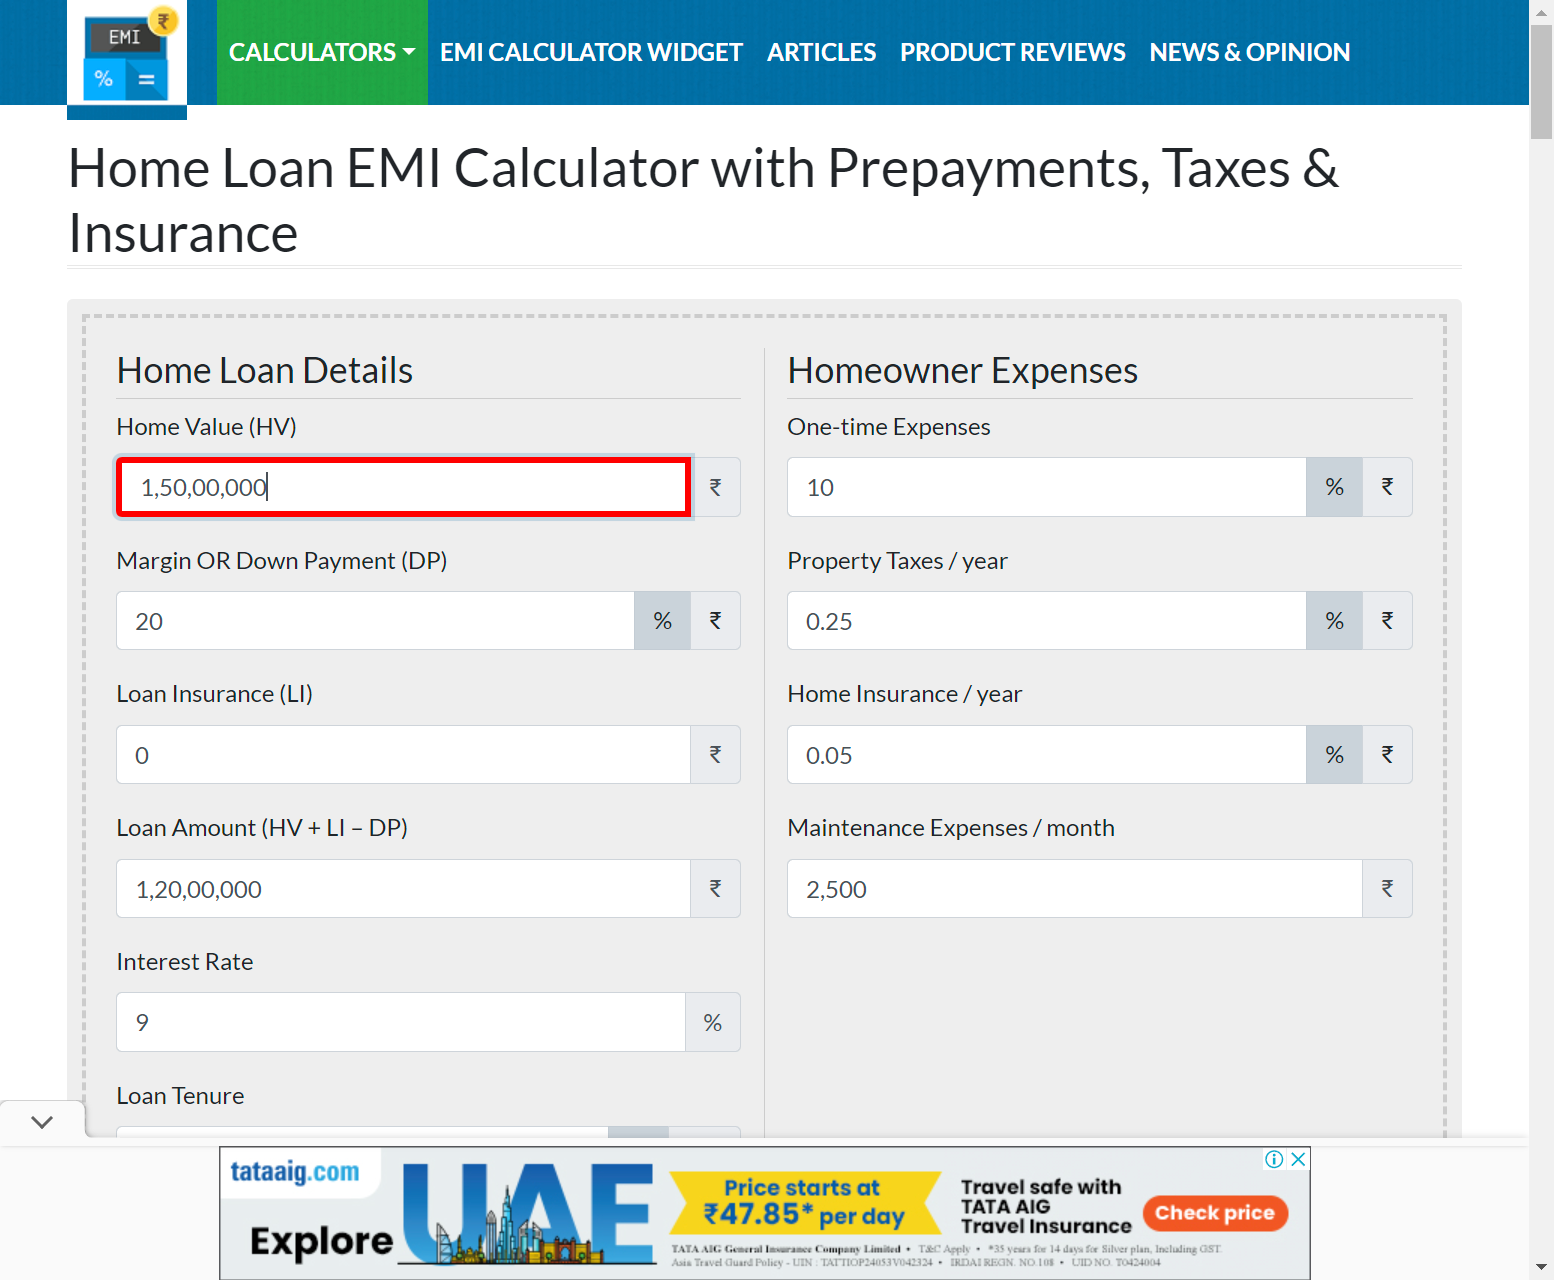 EMI
₹
%
=
CALCULATORS
EMI CALCULATOR WIDGET
ARTICLES
PRODUCT REVIEWS
NEWS & OPINION
Home Loan EMI Calculator with Prepayments, Taxes &
Insurance
Home Loan Details
Home Value (HV)
1,50,00,000 ₹
Margin OR Down Payment (DP)
20 % ₹
Loan Insurance (LI)
0 ₹
Loan Amount (HV + LI – DP)
1,20,00,000 ₹
Interest Rate
9 %
Loan Tenure
Homeowner Expenses
One-time Expenses
10 % ₹
Property Taxes / year
0.25 % ₹
Home Insurance / year
0.05 % ₹
Maintenance Expenses / month
2,500 ₹
tataaig.com
Explore
UAE
Price starts at
₹47.85* per day
Travel safe with
TATA AIG
Travel Insurance
Check price
TATA AIG General Insurance Company Limited • T&C Apply • *35 years for 14 days for Silver plan, Including GST.
Asia Travel Guard Policy - UIN : TATTIOP24053V042324 • IRDAI REGN. NO.108 • UID NO. T0424004